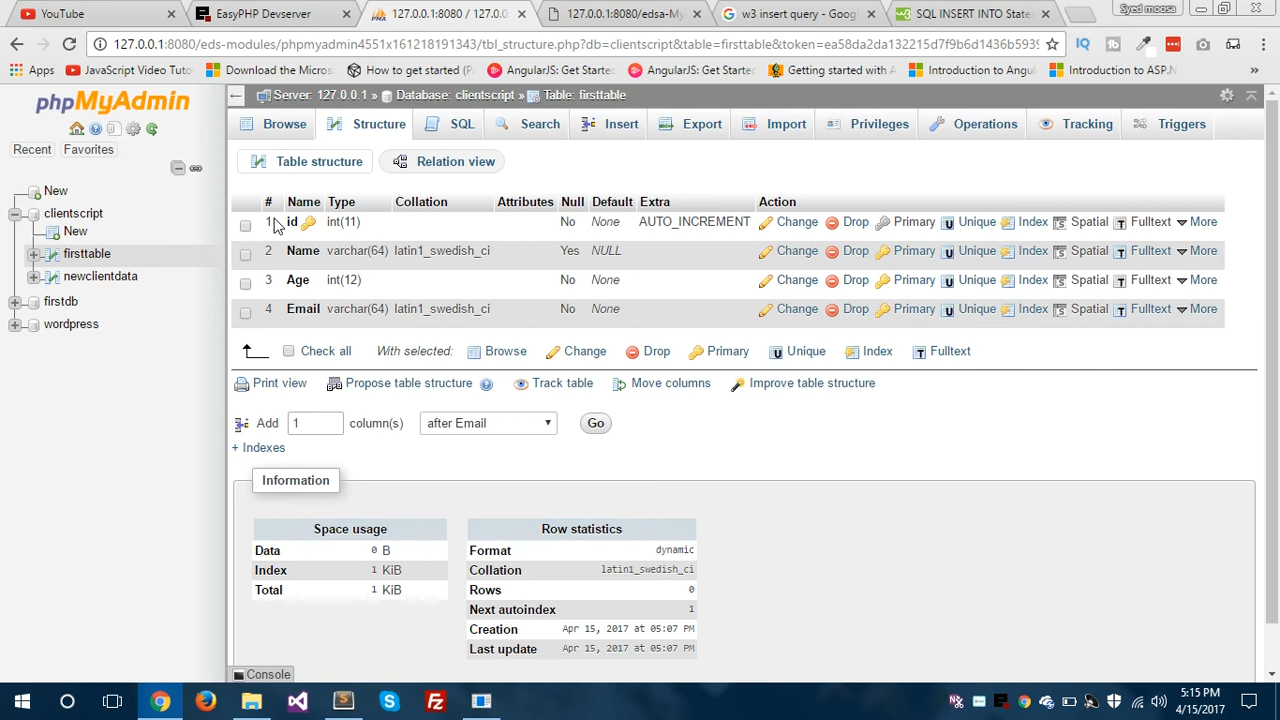 YouTube
EasyPHP Devserver
127.0.0.1:8080 / 127.0.0
127.0.0.1:8080/edsa-My
w3 insert query - Googl
SQL INSERT INTO State
Syed moosa
127.0.0.1:8080/eds-modules/phpmyadmin4551x161218191343/tbl_structure.php?db=clientscript&table=firsttable&token=ea58da2da132215d7f9b6d1436b5939
Apps
JavaScript Video Tuto
Download the Micros
How to get started (
AngularJS: Get Starte
AngularJS: Get Starte
Getting started with A
Introduction to Angu
Introduction to ASP.N
phpMyAdmin
Recent
Favorites
New
clientscript
New
firsttable
newclientdata
firstdb
wordpress
Server: 127.0.0.1 » Database: clientscript » Table: firsttable
Browse
Structure
SQL
Search
Insert
Export
Import
Privileges
Operations
Tracking
Triggers
Table structure
Relation view
# Name Type Collation Attributes Null Default Extra Action
1 id int(11) No None AUTO_INCREMENT Change Drop Primary Unique Index Spatial Fulltext More
2 Name varchar(64) latin1_swedish_ci Yes NULL Change Drop Primary Unique Index Spatial Fulltext More
3 Age int(12) No None Change Drop Primary Unique Index Spatial Fulltext More
4 Email varchar(64) latin1_swedish_ci No None Change Drop Primary Unique Index Spatial Fulltext More
Check all With selected: Browse Change Drop Primary Unique Index Fulltext
Print view Propose table structure Track table Move columns Improve table structure
Add 1 column(s) after Email Go
+ Indexes
Information
Space usage
Data 0 B
Index 1 KiB
Total 1 KiB
Row statistics
Format dynamic
Collation latin1_swedish_ci
Rows 0
Next autoindex 1
Creation Apr 15, 2017 at 05:07 PM
Last update Apr 15, 2017 at 05:07 PM
Console
5:15 PM
4/15/2017